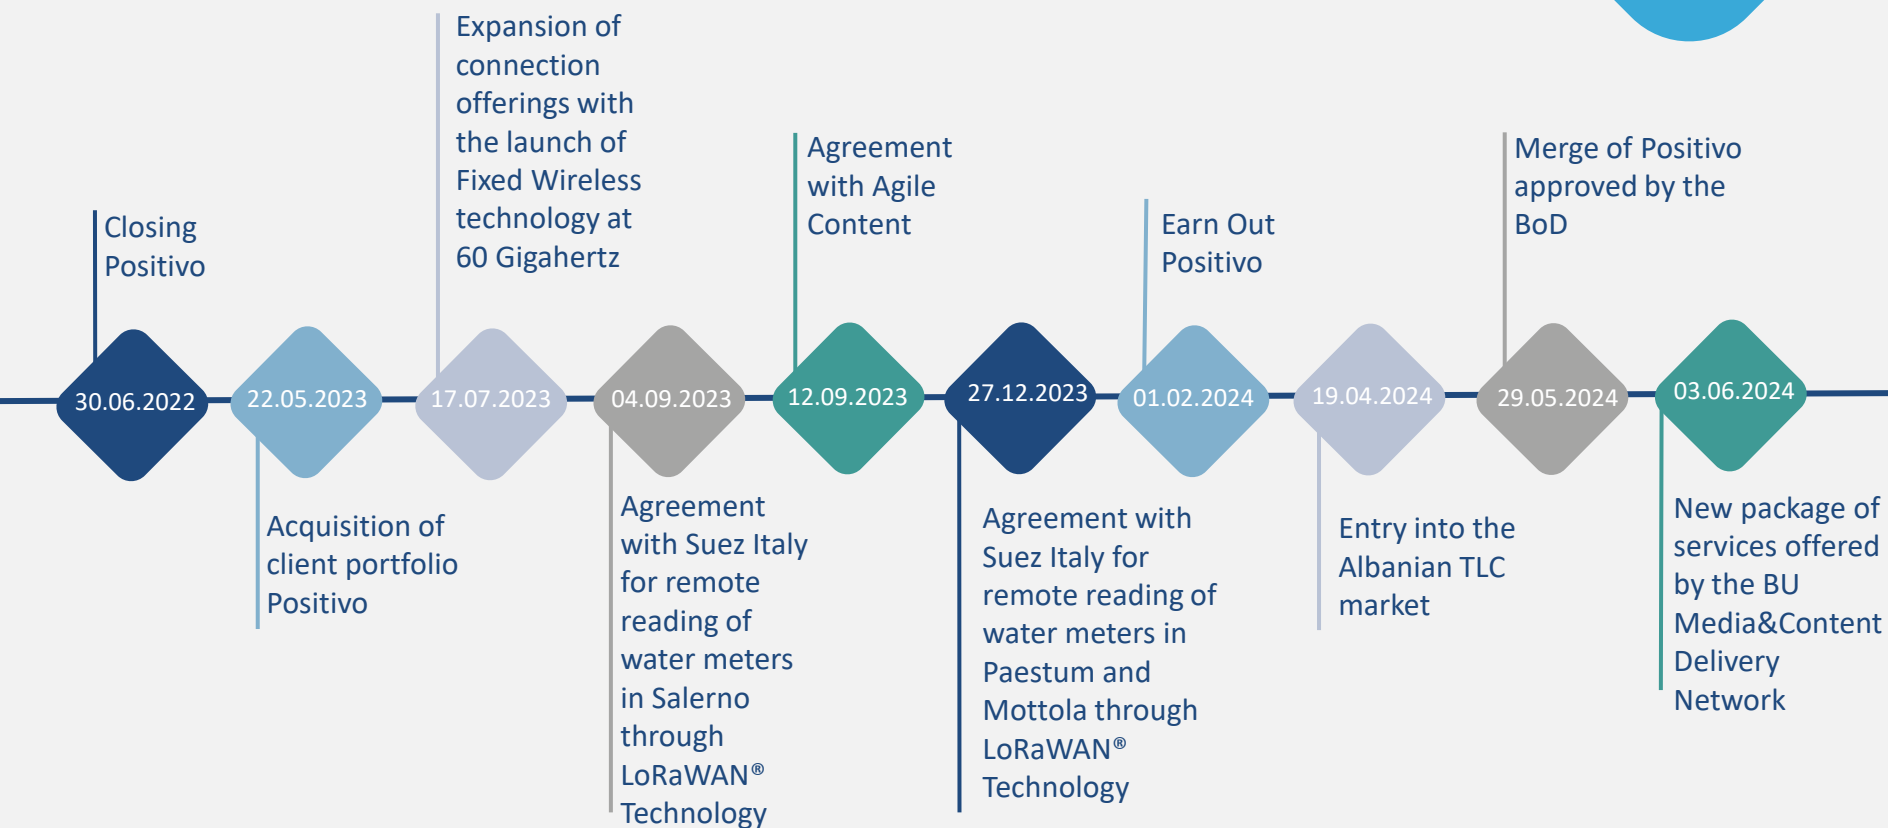 Closing
Positivo
30.06.2022
22.05.2023
Acquisition of
client portfolio
Positivo
Expansion of
connection
offerings with
the launch of
Fixed Wireless
technology at
60 Gigahertz
17.07.2023
04.09.2023
Agreement
with Suez Italy
for remote
reading of
water meters
in Salerno
through
LoRaWAN®
Technology
Agreement
with Agile
Content
12.09.2023
27.12.2023
Agreement with
Suez Italy for
remote reading of
water meters in
Paestum and
Mottola through
LoRaWAN®
Technology
Earn Out
Positivo
01.02.2024
19.04.2024
Entry into the
Albanian TLC
market
Merge of Positivo
approved by the
BoD
29.05.2024
03.06.2024
New package of
services offered
by the BU
Media&Content
Delivery
Network